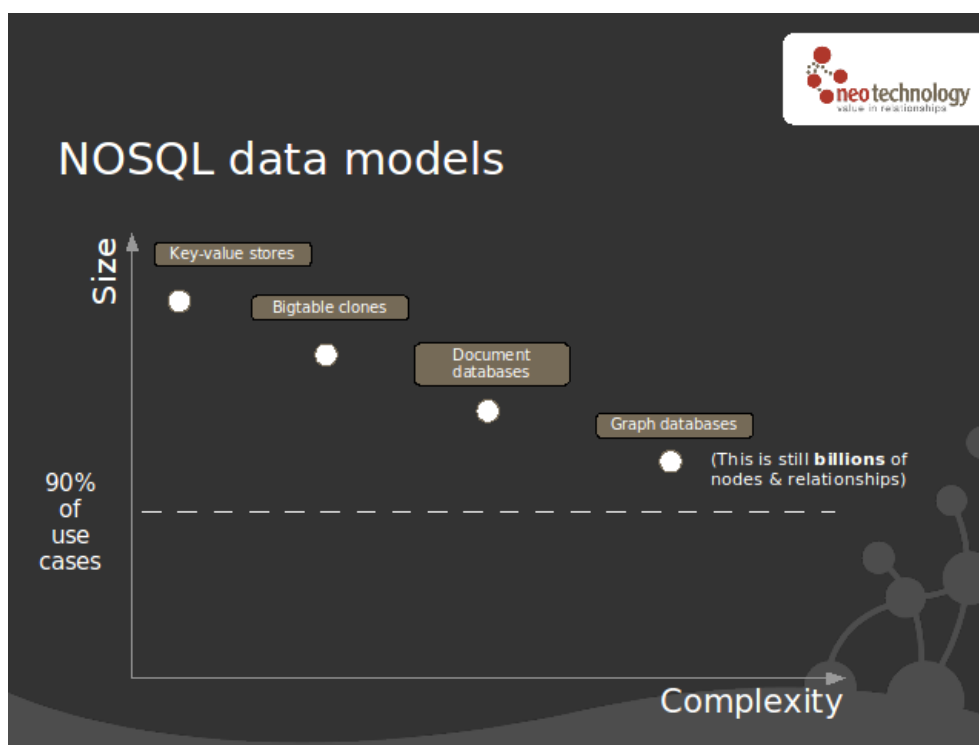 neotechnology
value in relationships
NOSQL data models
Size
Key-value stores
Bigtable clones
Document
databases
Graph databases
(This is still billions of
nodes & relationships)
90%
of
use
cases
Complexity